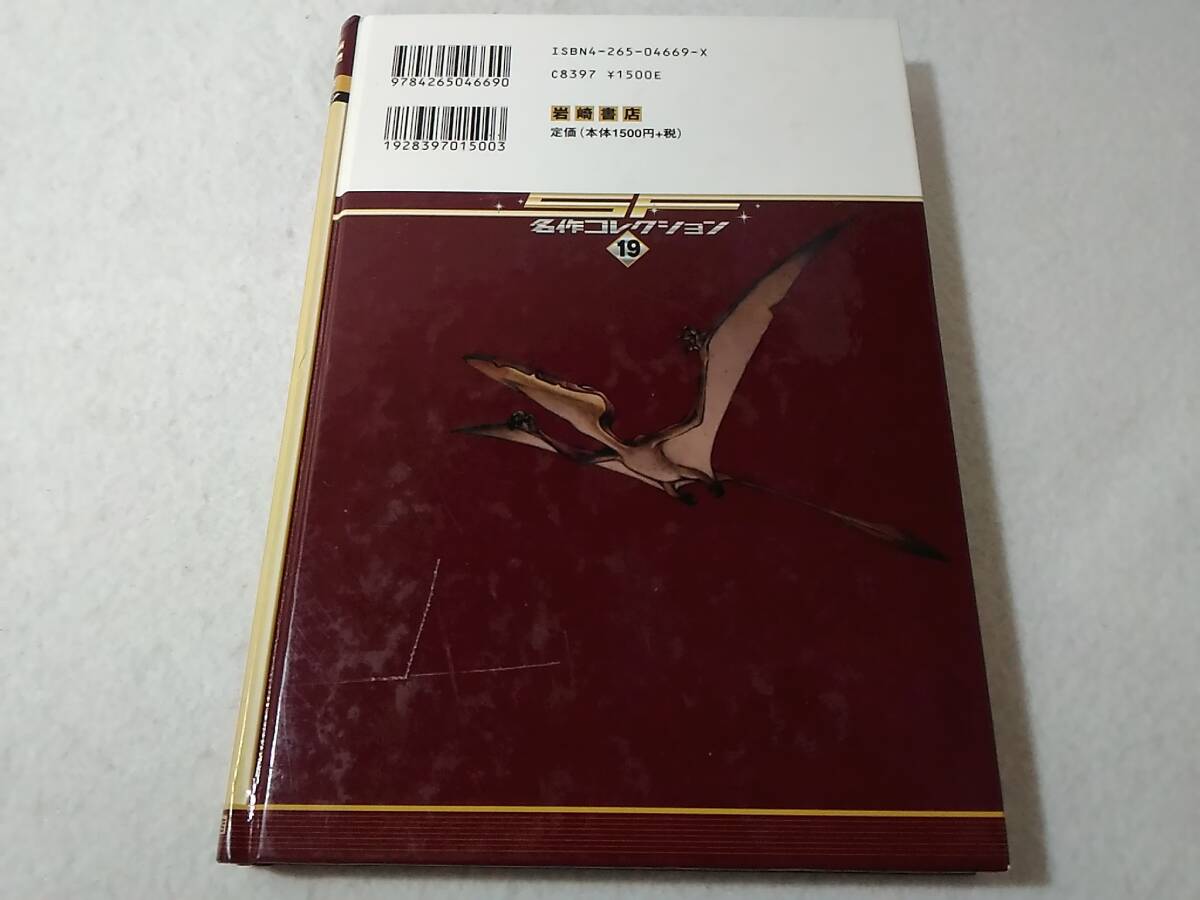 ISBN4-265-04669-X
C8397 ¥1500E
9784265046690
岩崎書店
定価(本体1500円+税)
1928397015003
SF
名作コレクション
19